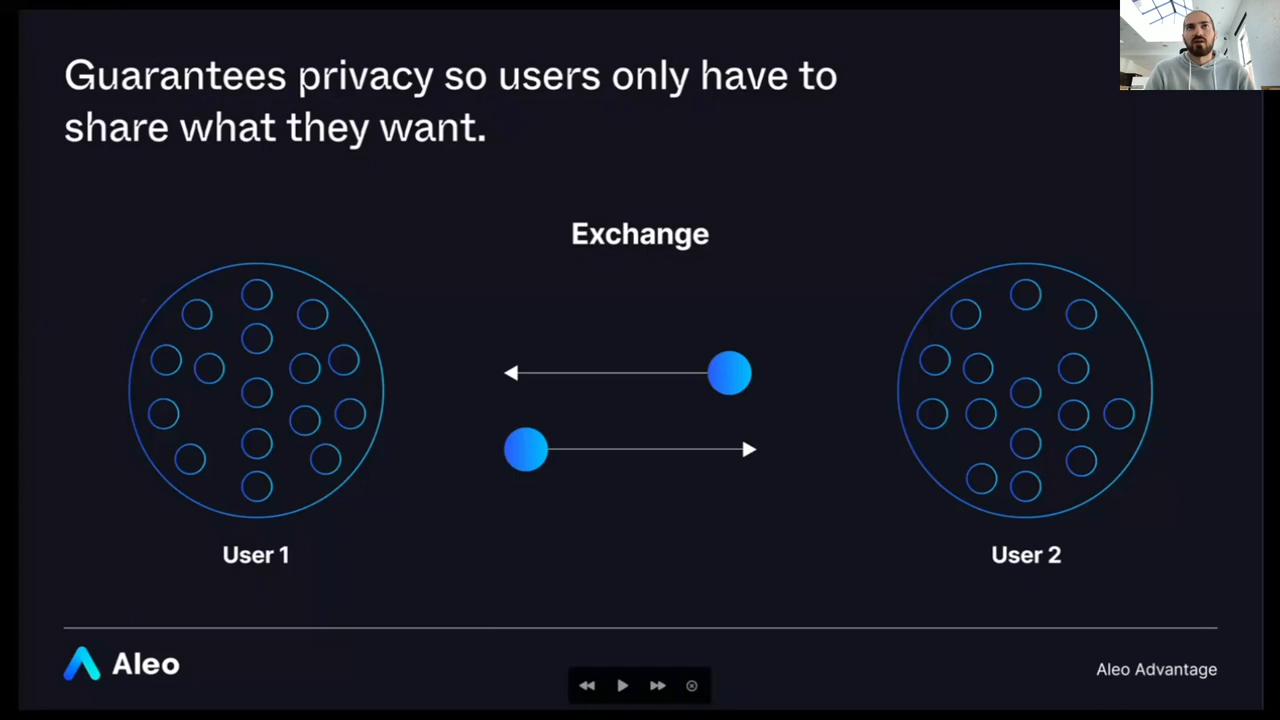 Guarantees privacy so users only have to
share what they want.
Exchange
User 1
User 2
Aleo
Aleo Advantage